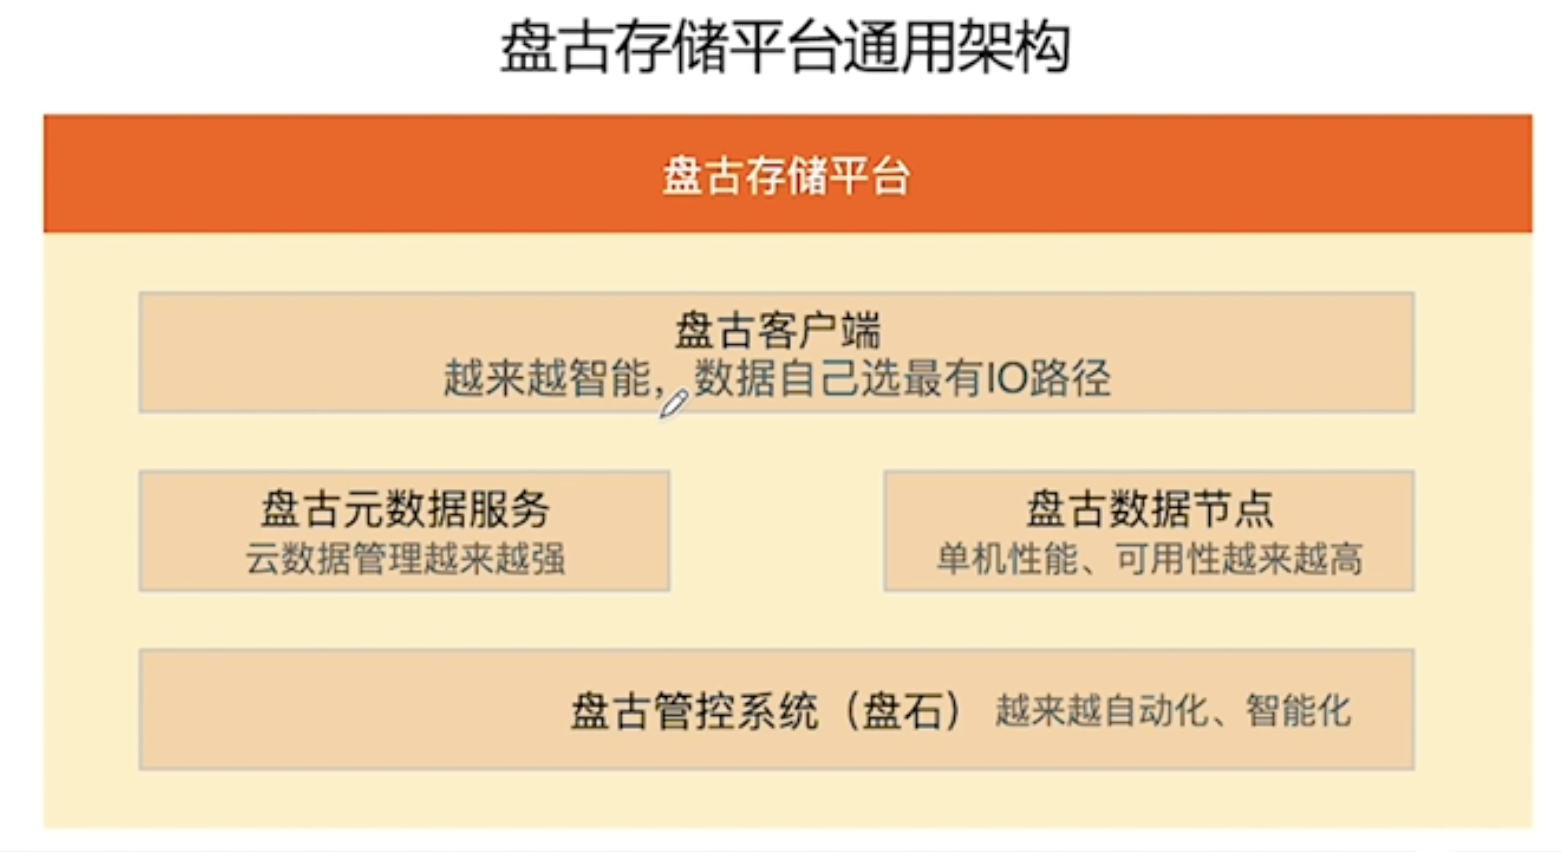 盘古存储平台通用架构
盘古存储平台
盘古客户端
越来越智能，数据自己选最有IO路径
盘古元数据服务
云数据管理越来越强
盘古数据节点
单机性能、可用性越来越高
盘古管控系统（盘石） 越来越自动化、智能化